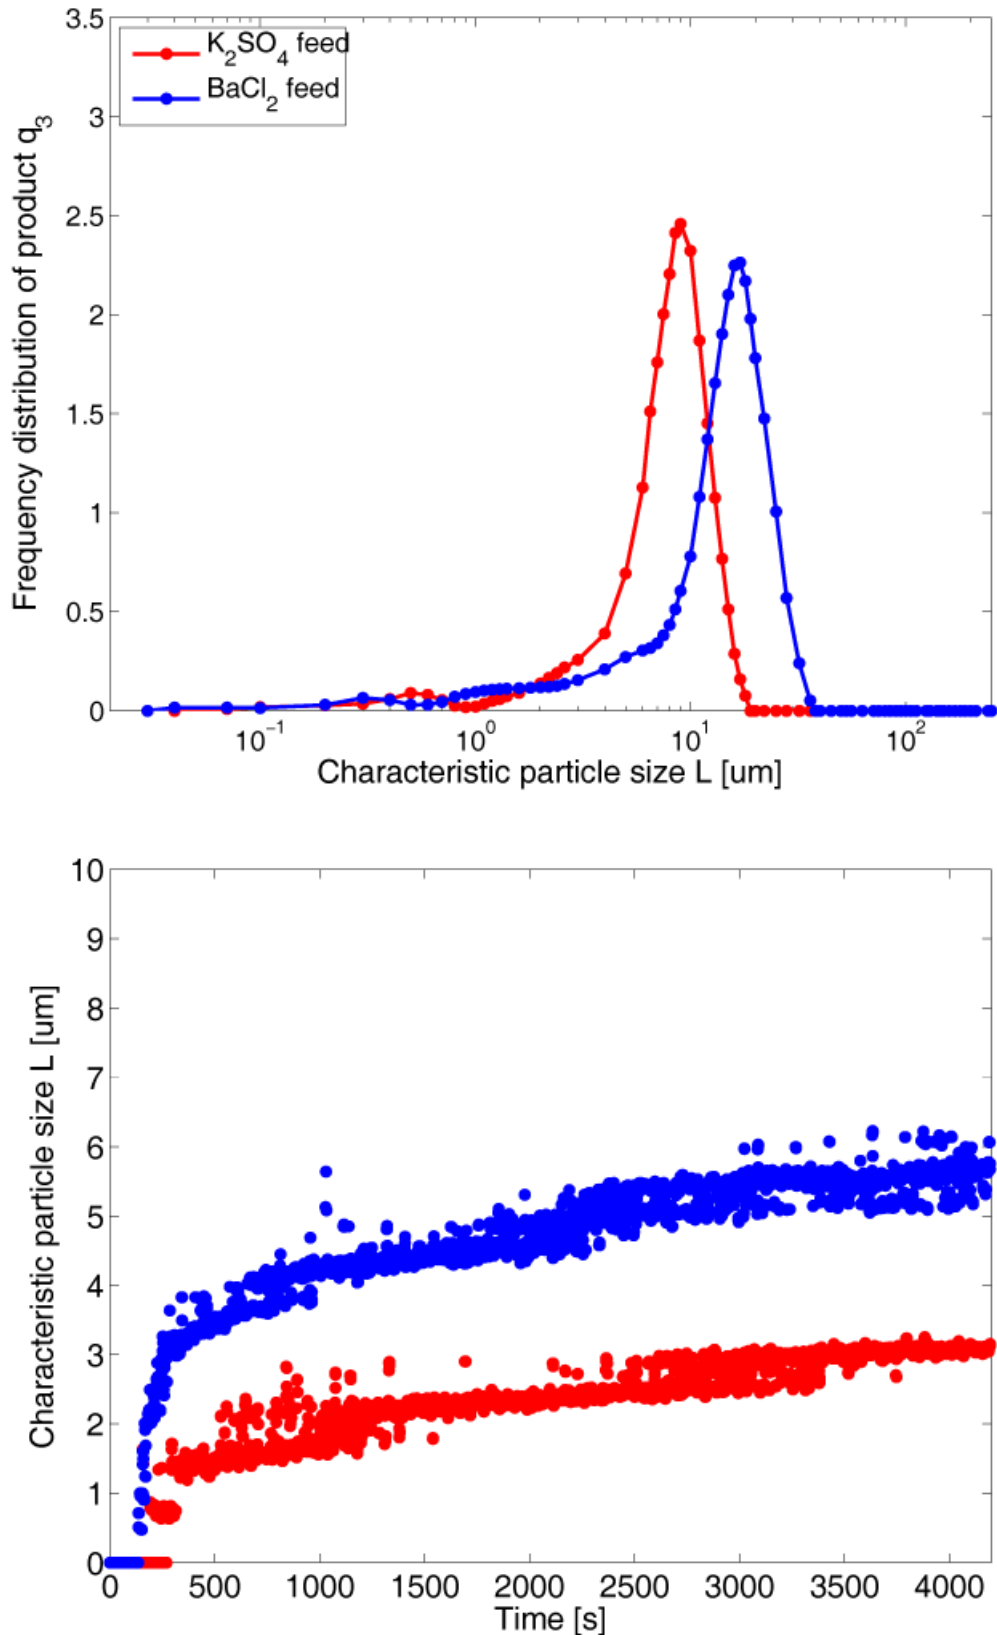 3.5
K₂SO₄ feed
BaCl₂ feed
3
2.5
2
1.5
1
0.5
0
Frequency distribution of product q₃
10⁻¹ 10⁰ 10¹ 10²
Characteristic particle size L [um]
10
9
8
7
6
5
4
3
2
1
0
Characteristic particle size L [um]
0 500 1000 1500 2000 2500 3000 3500 4000
Time [s]